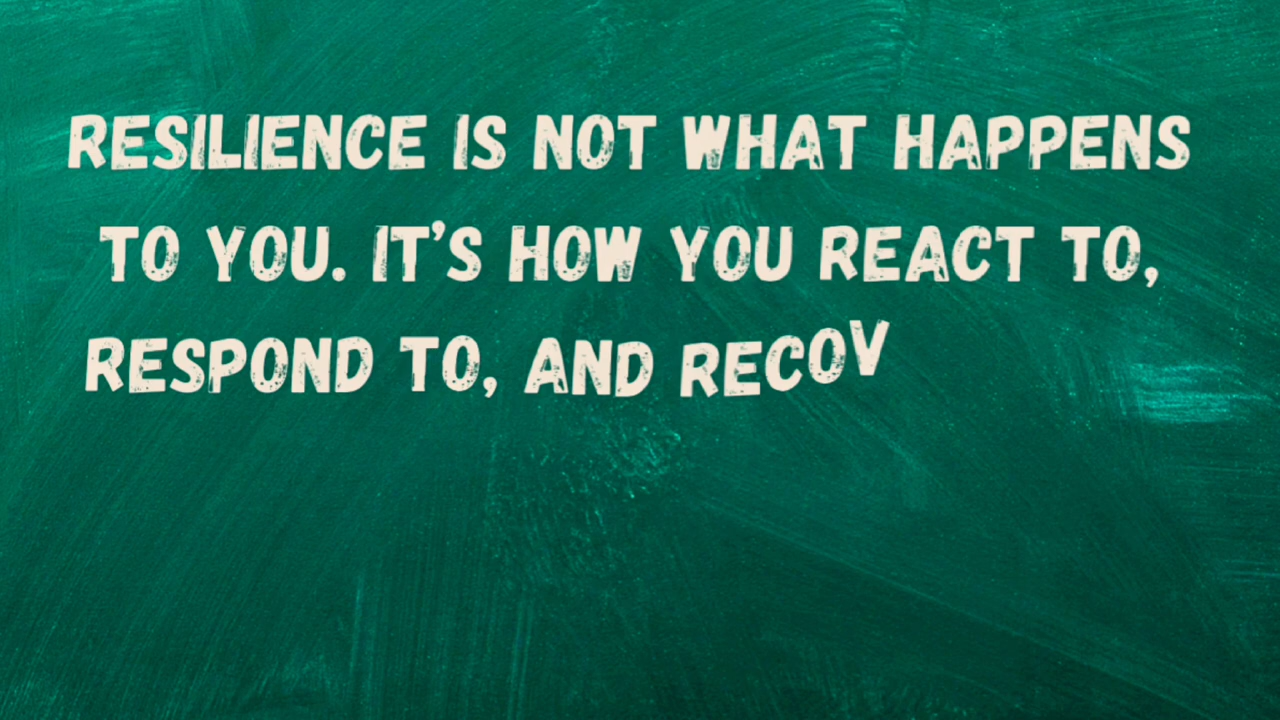 RESILIENCE IS NOT WHAT HAPPENS
TO YOU. IT'S HOW YOU REACT TO,
RESPOND TO, AND RECOV